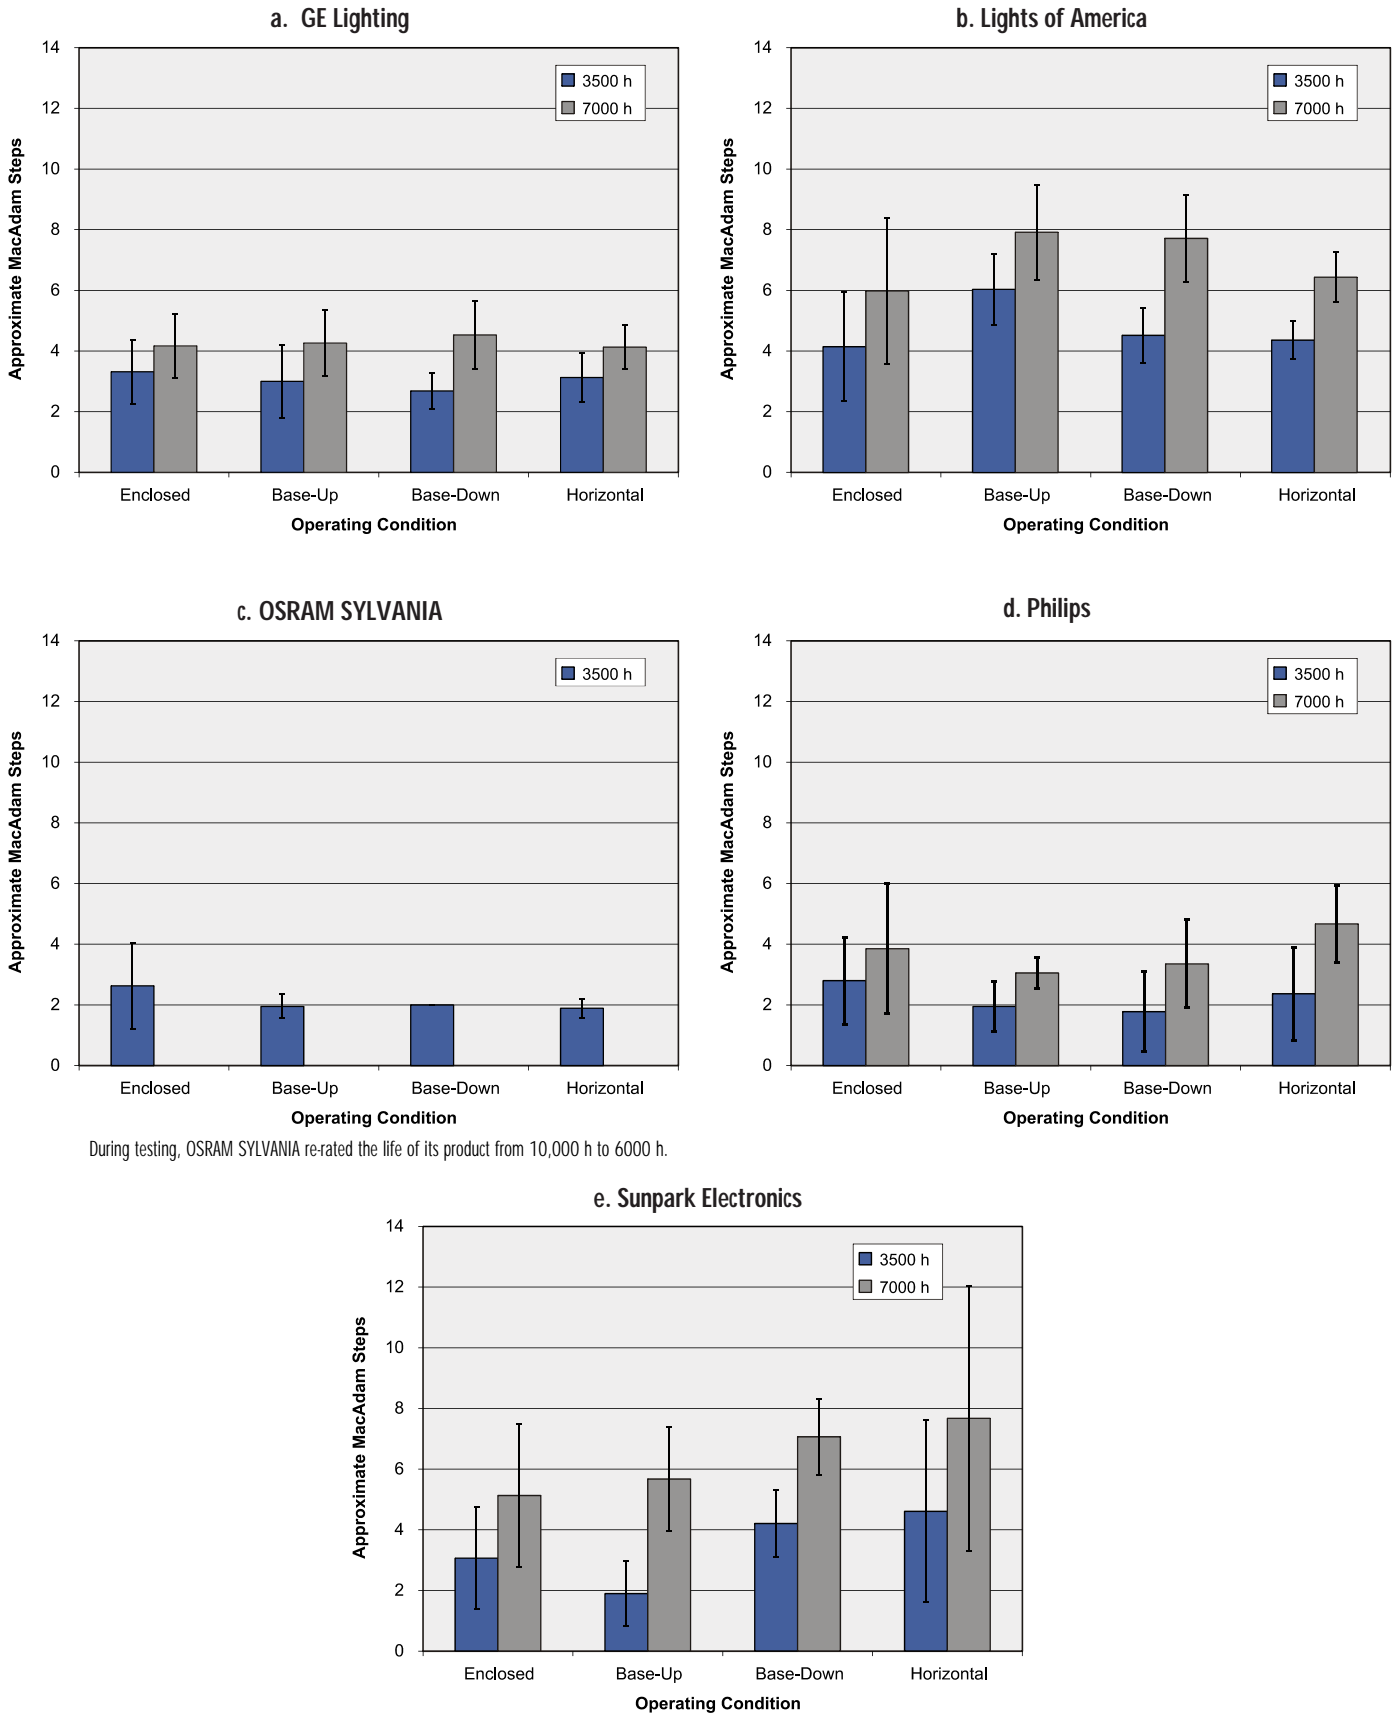 a. GE Lighting
14
12
10
8
6
4
2
0
Approximate MacAdam Steps
3500 h
7000 h
Enclosed Base-Up Base-Down Horizontal
Operating Condition
b. Lights of America
14
12
10
8
6
4
2
0
Approximate MacAdam Steps
3500 h
7000 h
Enclosed Base-Up Base-Down Horizontal
Operating Condition
c. OSRAM SYLVANIA
14
12
10
8
6
4
2
0
Approximate MacAdam Steps
3500 h
Enclosed Base-Up Base-Down Horizontal
Operating Condition
During testing, OSRAM SYLVANIA re-rated the life of its product from 10,000 h to 6000 h.
d. Philips
14
12
10
8
6
4
2
0
Approximate MacAdam Steps
3500 h
7000 h
Enclosed Base-Up Base-Down Horizontal
Operating Condition
e. Sunpark Electronics
14
12
10
8
6
4
2
0
Approximate MacAdam Steps
3500 h
7000 h
Enclosed Base-Up Base-Down Horizontal
Operating Condition